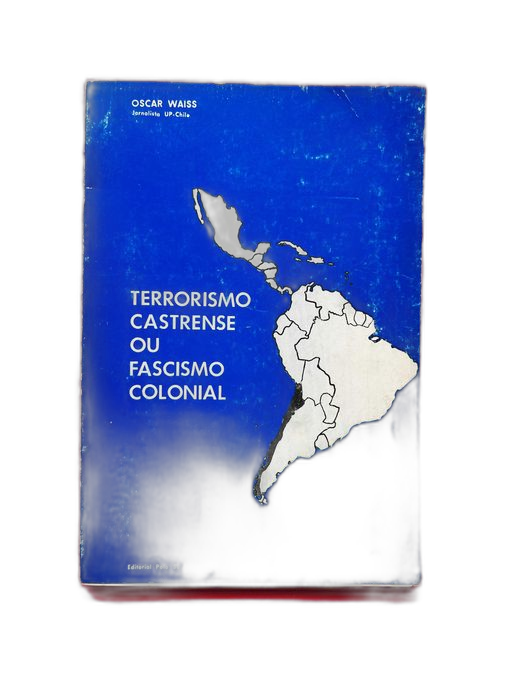 OSCAR WAISS
Jornalista UP-Chile
TERRORISMO
CASTRENSE
OU
FASCISMO
COLONIAL
Editorial